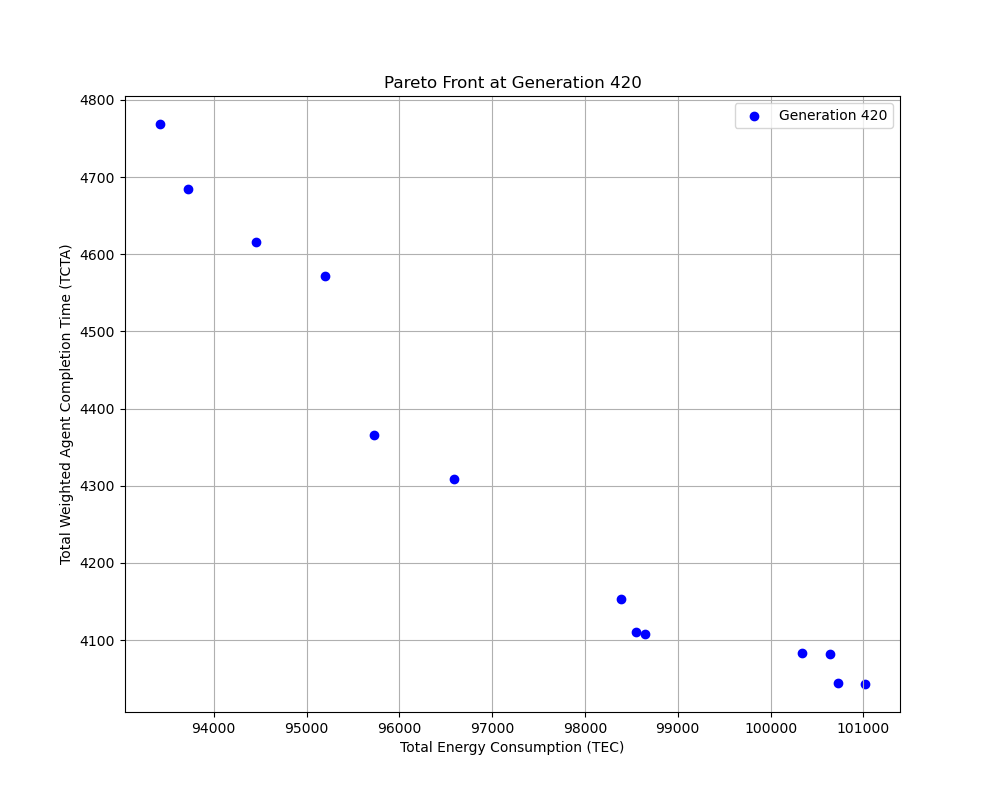 Pareto Front at Generation 420
Generation 420
Total Weighted Agent Completion Time (TCTA)
4800
4700
4600
4500
4400
4300
4200
4100
94000 95000 96000 97000 98000 99000 100000 101000
Total Energy Consumption (TEC)